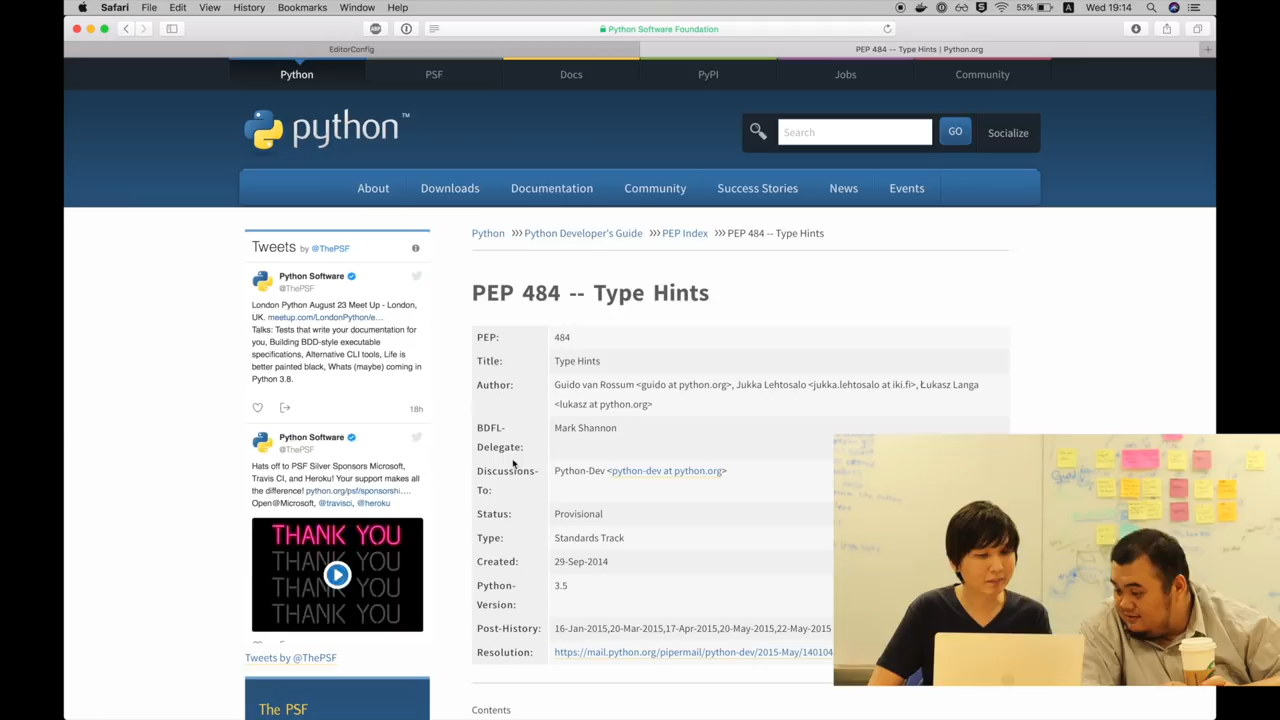 Safari File Edit View History Bookmarks Window Help
53% A Wed 19:14
Python Software Foundation
EditorConfig
PEP 484 -- Type Hints | Python.org
Python PSF Docs PyPI Jobs Community
python™
Search
GO
Socialize
About Downloads Documentation Community Success Stories News Events
Tweets by @ThePSF
Python Software
@ThePSF
London Python August 23 Meet Up - London,
UK. meetup.com/LondonPython/e…
Talks: Tests that write your documentation for
you, Building BDD-style executable
specifications, Alternative CLI tools, Life is
better painted black, Whats (maybe) coming in
Python 3.8.
18h
Python Software
@ThePSF
Hats off to PSF Silver Sponsors Microsoft,
Travis CI, and Heroku! Your support makes all
the difference! python.org/psf/sponsorshi…
Open@Microsoft, @travisci, @heroku
THANK YOU
THANK YOU
THANK YOU
THANK YOU
Tweets by @ThePSF
The PSF
Python >>> Python Developer's Guide >>> PEP Index >>> PEP 484 -- Type Hints
PEP 484 -- Type Hints
PEP: 484
Title: Type Hints
Author: Guido van Rossum <guido at python.org>, Jukka Lehtosalo <jukka.lehtosalo at iki.fi>, Łukasz Langa
<lukasz at python.org>
BDFL- Mark Shannon
Delegate:
Discussions- Python-Dev <python-dev at python.org>
To:
Status: Provisional
Type: Standards Track
Created: 29-Sep-2014
Python- 3.5
Version:
Post-History: 16-Jan-2015,20-Mar-2015,17-Apr-2015,20-May-2015,22-May-2015
Resolution: https://mail.python.org/pipermail/python-dev/2015-May/140104
Contents